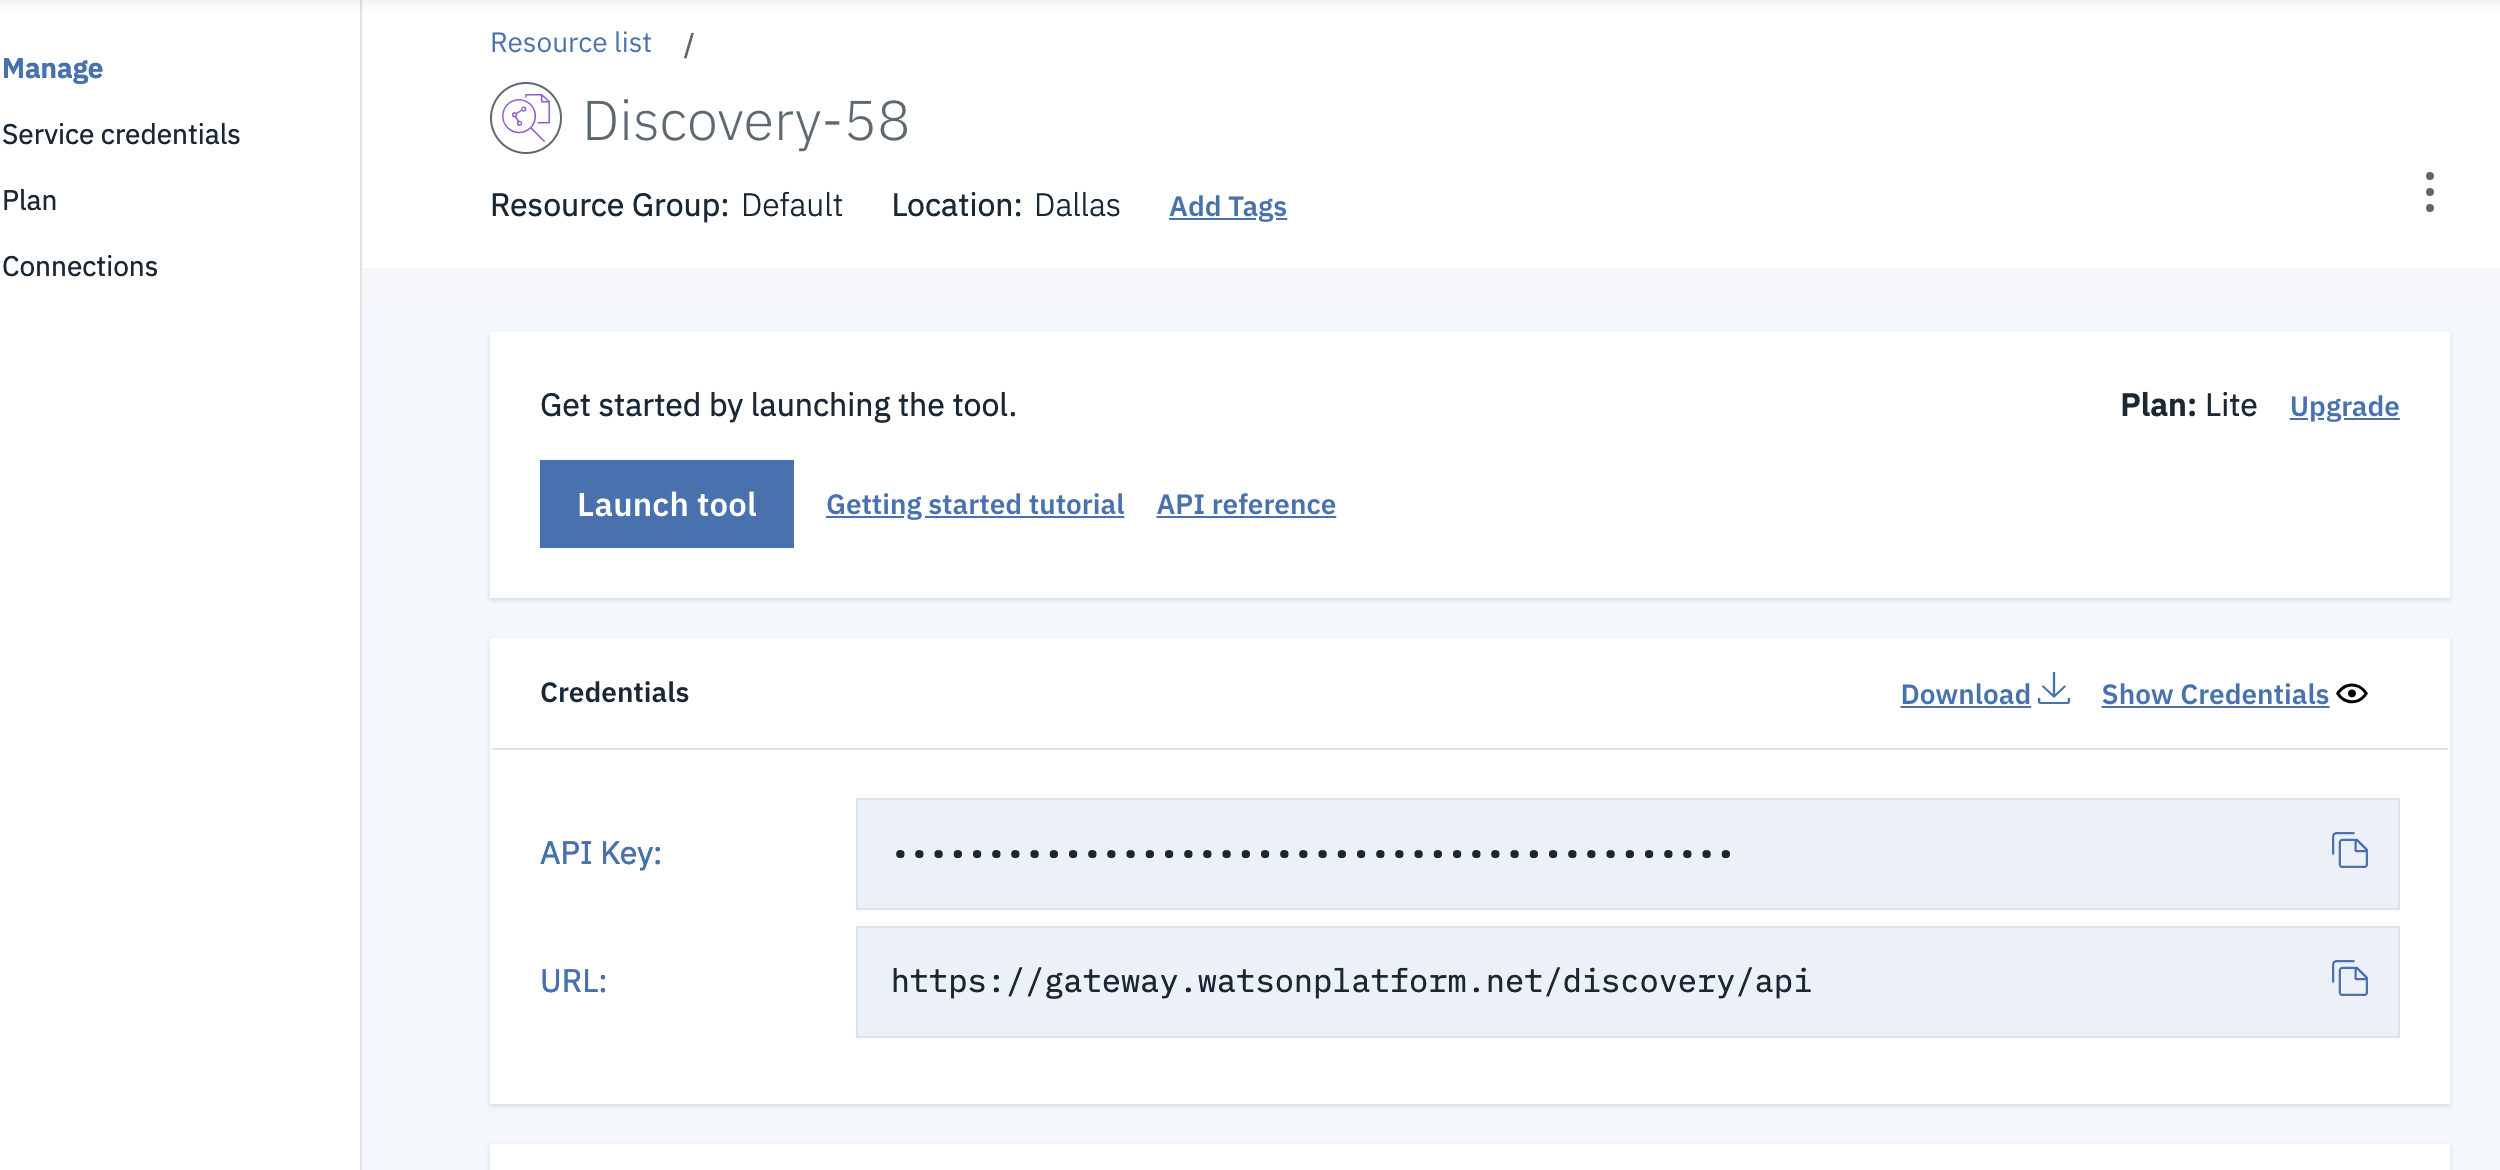 Manage
Service credentials
Plan
Connections
Resource list /
Discovery-58
Resource Group: Default Location: Dallas Add Tags
Get started by launching the tool. Plan: Lite Upgrade
Launch tool Getting started tutorial API reference
Credentials Download Show Credentials
API Key: ••••••••••••••••••••••••••••••••••••••••••••
URL: https://gateway.watsonplatform.net/discovery/api